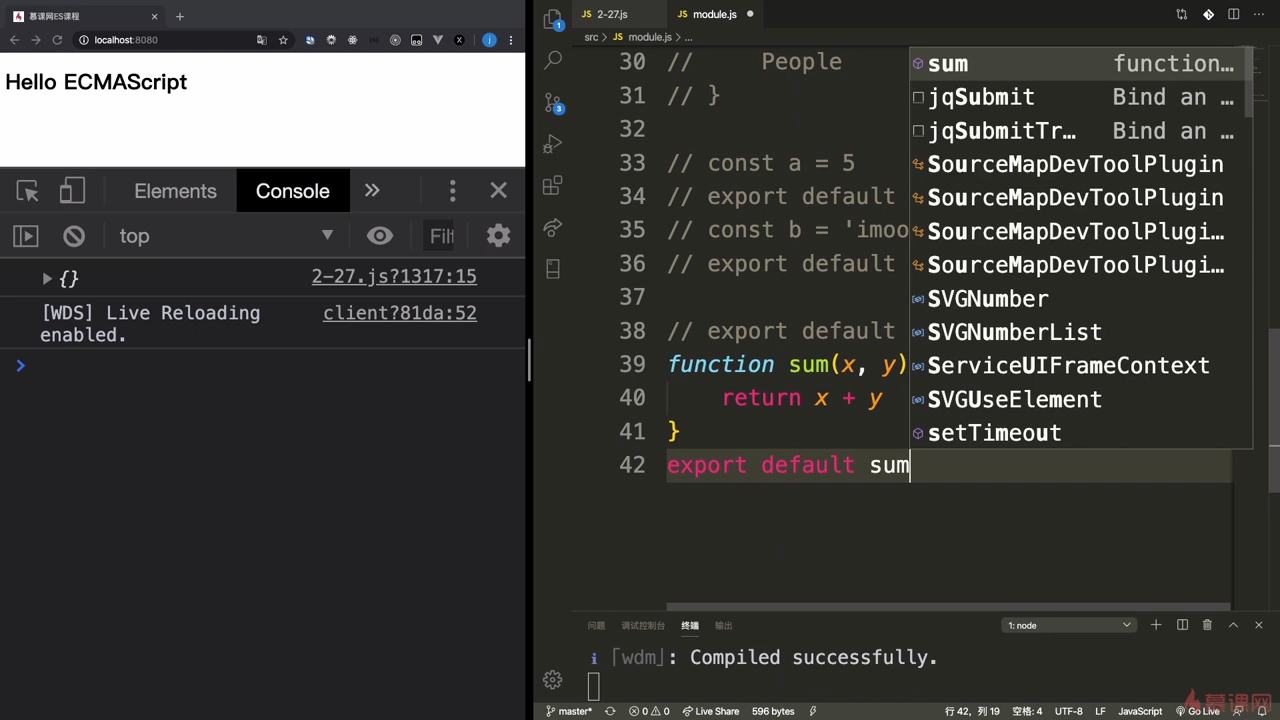 慕课网ES课程
localhost:8080
Hello ECMAScript
Elements
Console
top
Filt
{}
2-27.js?1317:15
[WDS] Live Reloading
enabled.
client?81da:52
2-27.js
module.js
src > module.js > ...
30 // People
31 // }
32
33 // const a = 5
34 // export default
35 // const b = 'imoo
36 // export default
37
38 // export default
39 function sum(x, y)
40 return x + y
41 }
42 export default sum
sum function...
jqSubmit Bind an ...
jqSubmitTr... Bind an ...
SourceMapDevToolPlugin
SourceMapDevToolPlugin
SourceMapDevToolPlugi...
SourceMapDevToolPlugi...
SVGNumber
SVGNumberList
ServiceUIFrameContext
SVGUseElement
setTimeout
问题 调试控制台 终端 输出
1: node
i ｢wdm｣: Compiled successfully.
master*
0 0
Live Share
596 bytes
行 42, 列 19
空格: 4
UTF-8
LF
JavaScript
Go Live
慕课网